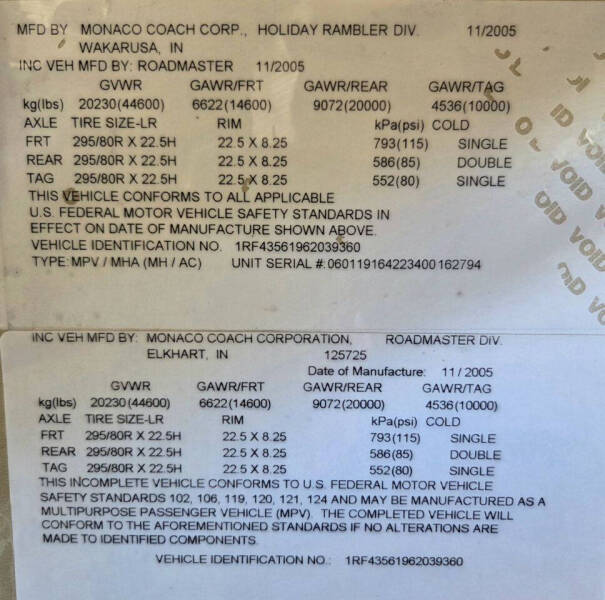 MFD BY MONACO COACH CORP., HOLIDAY RAMBLER DIV. 11/2005
WAKARUSA, IN
INC VEH MFD BY: ROADMASTER 11/2005
GVWR GAWR/FRT GAWR/REAR GAWR/TAG
kg(lbs) 20230(44600) 6622(14600) 9072(20000) 4536(10000)
AXLE TIRE SIZE-LR RIM kPa(psi) COLD
FRT 295/80R X 22.5H 22.5 X 8.25 793(115) SINGLE
REAR 295/80R X 22.5H 22.5 X 8.25 586(85) DOUBLE
TAG 295/80R X 22.5H 22.5 X 8.25 552(80) SINGLE
THIS VEHICLE CONFORMS TO ALL APPLICABLE
U.S. FEDERAL MOTOR VEHICLE SAFETY STANDARDS IN
EFFECT ON DATE OF MANUFACTURE SHOWN ABOVE.
VEHICLE IDENTIFICATION NO. 1RF43561962039360
TYPE: MPV / MHA (MH / AC) UNIT SERIAL #: 060119164223400162794
VOID VOID
VOID
INC VEH MFD BY: MONACO COACH CORPORATION, ROADMASTER DIV.
ELKHART, IN 125725
Date of Manufacture: 11 / 2005
GVWR GAWR/FRT GAWR/REAR GAWR/TAG
kg(lbs) 20230(44600) 6622(14600) 9072(20000) 4536(10000)
AXLE TIRE SIZE-LR RIM kPa(psi) COLD
FRT 295/80R X 22.5H 22.5 X 8.25 793(115) SINGLE
REAR 295/80R X 22.5H 22.5 X 8.25 586(85) DOUBLE
TAG 295/80R X 22.5H 22.5 X 8.25 552(80) SINGLE
THIS INCOMPLETE VEHICLE CONFORMS TO U.S. FEDERAL MOTOR VEHICLE
SAFETY STANDARDS 102, 106, 119, 120, 121, 124 AND MAY BE MANUFACTURED AS A
MULTIPURPOSE PASSENGER VEHICLE (MPV). THE COMPLETED VEHICLE WILL
CONFORM TO THE AFOREMENTIONED STANDARDS IF NO ALTERATIONS ARE
MADE TO IDENTIFIED COMPONENTS.
VEHICLE IDENTIFICATION NO.: 1RF43561962039360